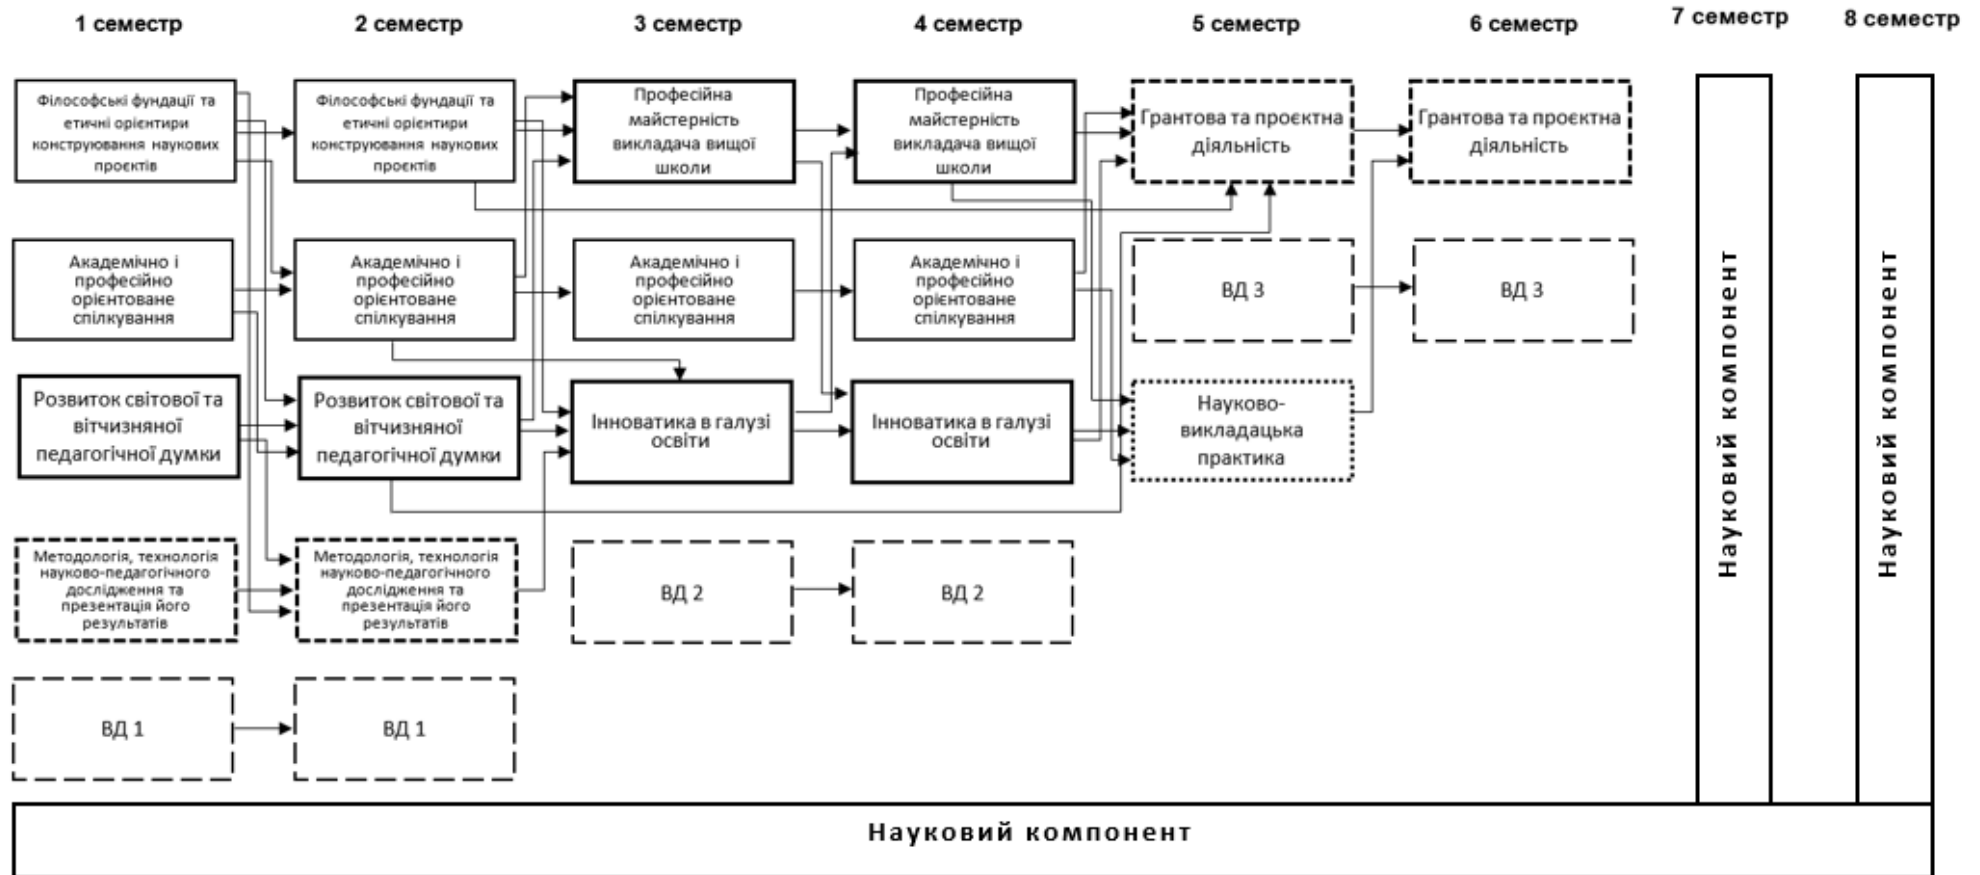 1 семестр
2 семестр
3 семестр
4 семестр
5 семестр
6 семестр
7 семестр
8 семестр
Філософські фундації та
етичні орієнтири
конструювання наукових
проєктів
Філософські фундації та
етичні орієнтири
конструювання наукових
проєктів
Професійна
майстерність
викладача вищої
школи
Професійна
майстерність
викладача вищої
школи
Грантова та проєктна
діяльність
Грантова та проєктна
діяльність
Академічно і
професійно
орієнтоване
спілкування
Академічно і
професійно
орієнтоване
спілкування
Академічно і
професійно
орієнтоване
спілкування
Академічно і
професійно
орієнтоване
спілкування
ВД 3
ВД 3
Розвиток світової та
вітчизняної
педагогічної думки
Розвиток світової та
вітчизняної
педагогічної думки
Інноватика в галузі
освіти
Інноватика в галузі
освіти
Науково-
викладацька
практика
Методологія, технологія
науково-педагогічного
дослідження та
презентація його
результатів
Методологія, технологія
науково-педагогічного
дослідження та
презентація його
результатів
ВД 2
ВД 2
ВД 1
ВД 1
Науковий компонент
Науковий компонент
Науковий компонент